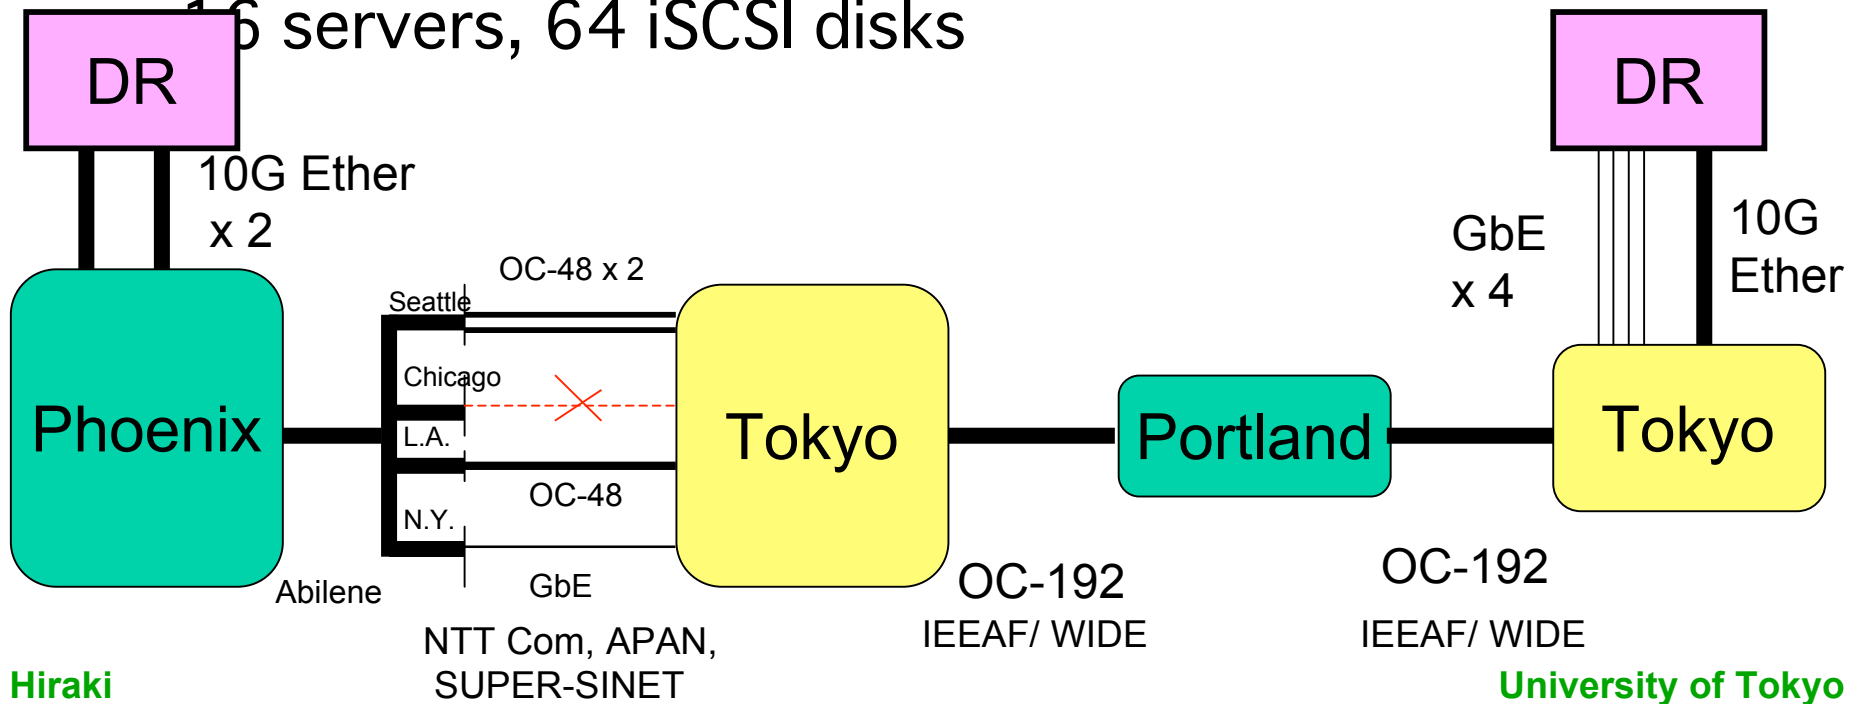 16 servers, 64 iSCSI disks
DR
DR
10G Ether
x 2
GbE
x 4
10G
Ether
OC-48 x 2
Seattle
Chicago
L.A.
N.Y.
OC-48
GbE
Phoenix
Tokyo
Portland
Tokyo
Abilene
NTT Com, APAN,
SUPER-SINET
OC-192
IEEAF/ WIDE
OC-192
IEEAF/ WIDE
Hiraki
University of Tokyo